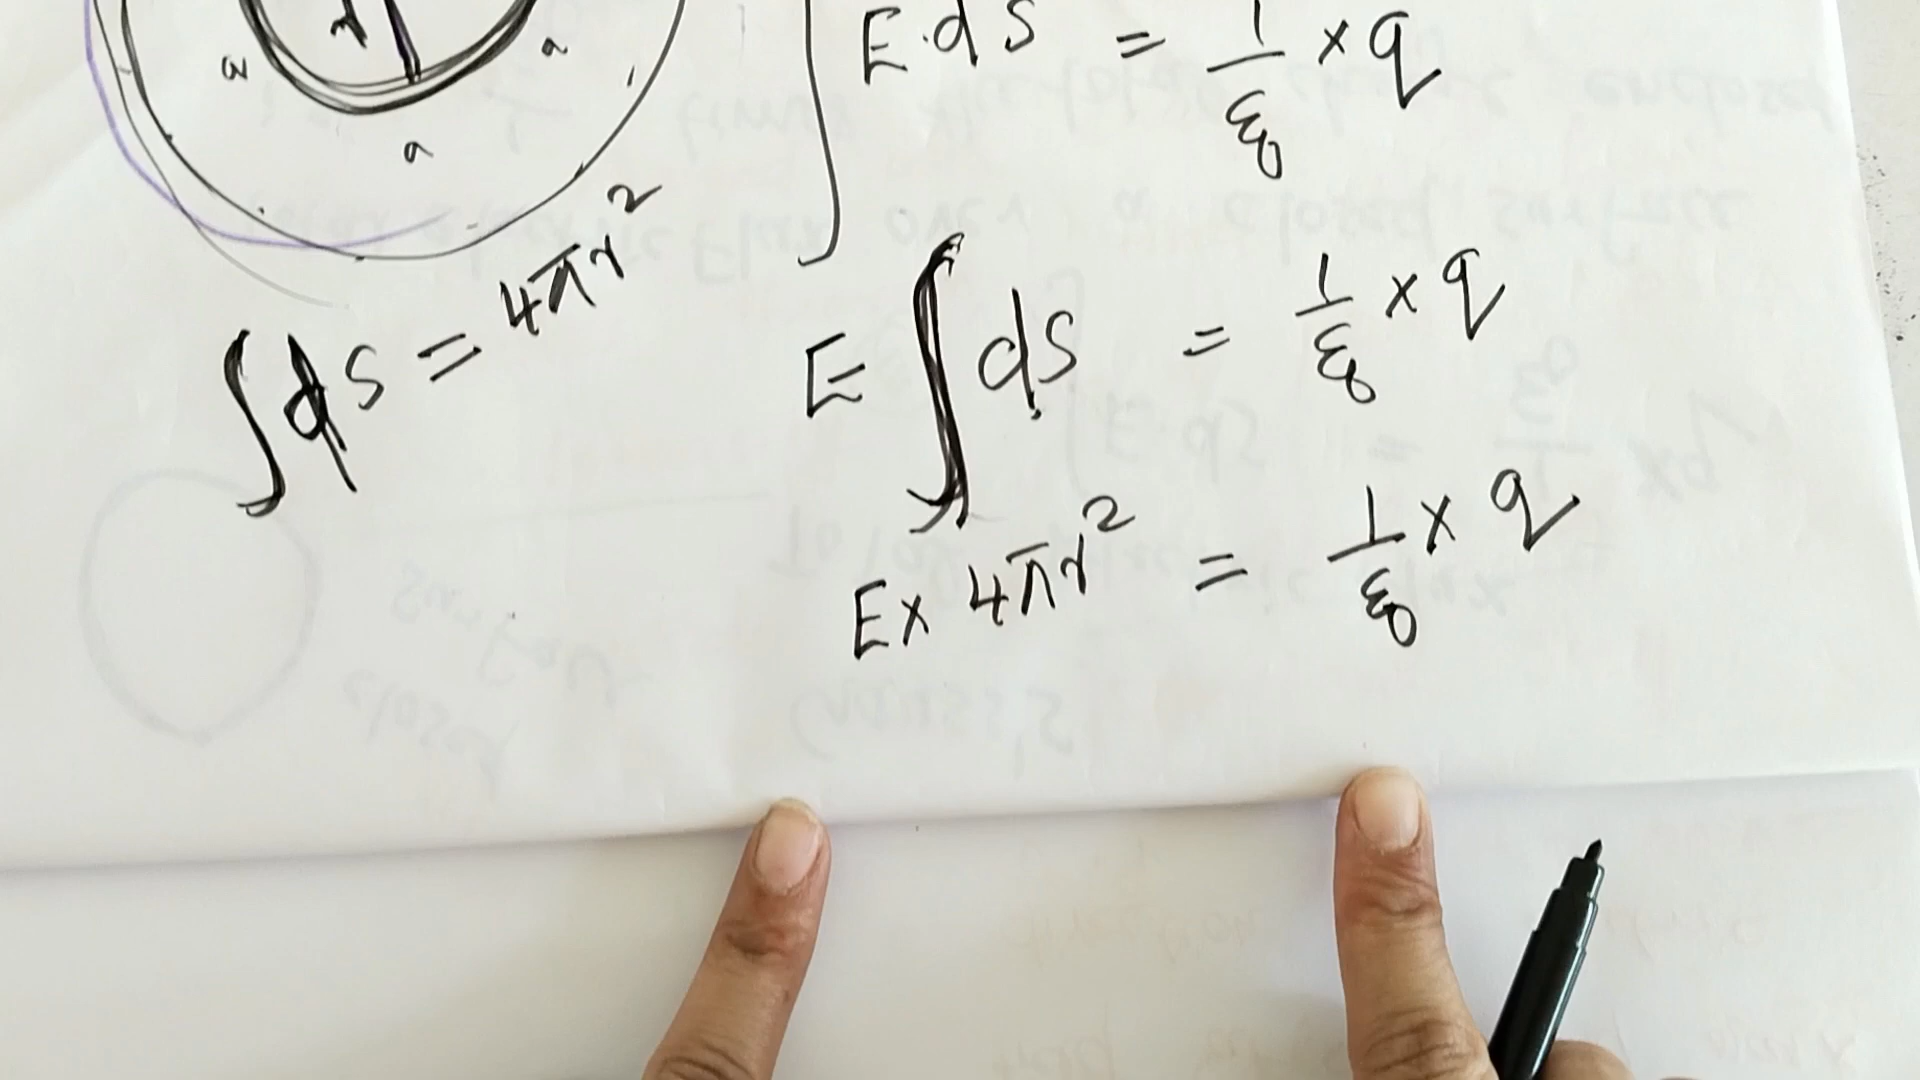 r
a a
a
∫ E.ds = 1/ε0 × q
∫ ds = 4πr²
E ∫ ds = 1/ε0 × q
E × 4πr² = 1/ε0 × q